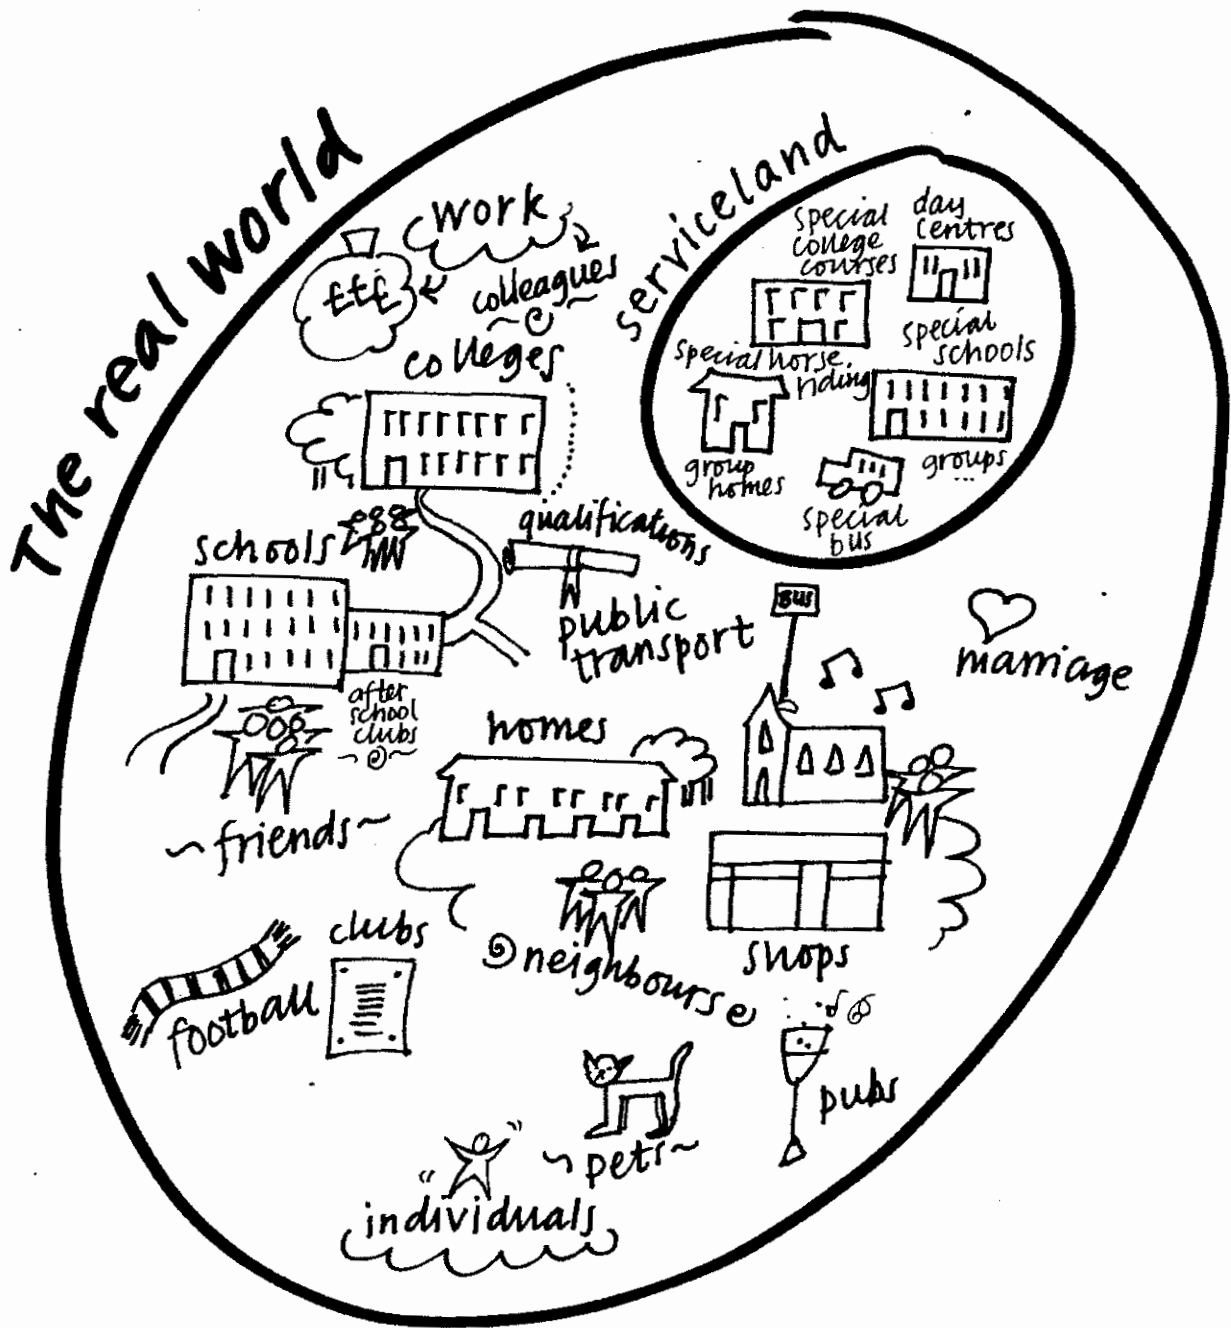 The real world
work
£££
colleagues
colleges
serviceland
special
college
courses
day
centres
special
schools
special horse
riding
group
homes
groups
...
special
bus
qualifications
schools
public
transport
BUS
marriage
after
school
clubs
homes
~friends~
clubs
football
neighbours
shops
pubs
~pets~
individuals